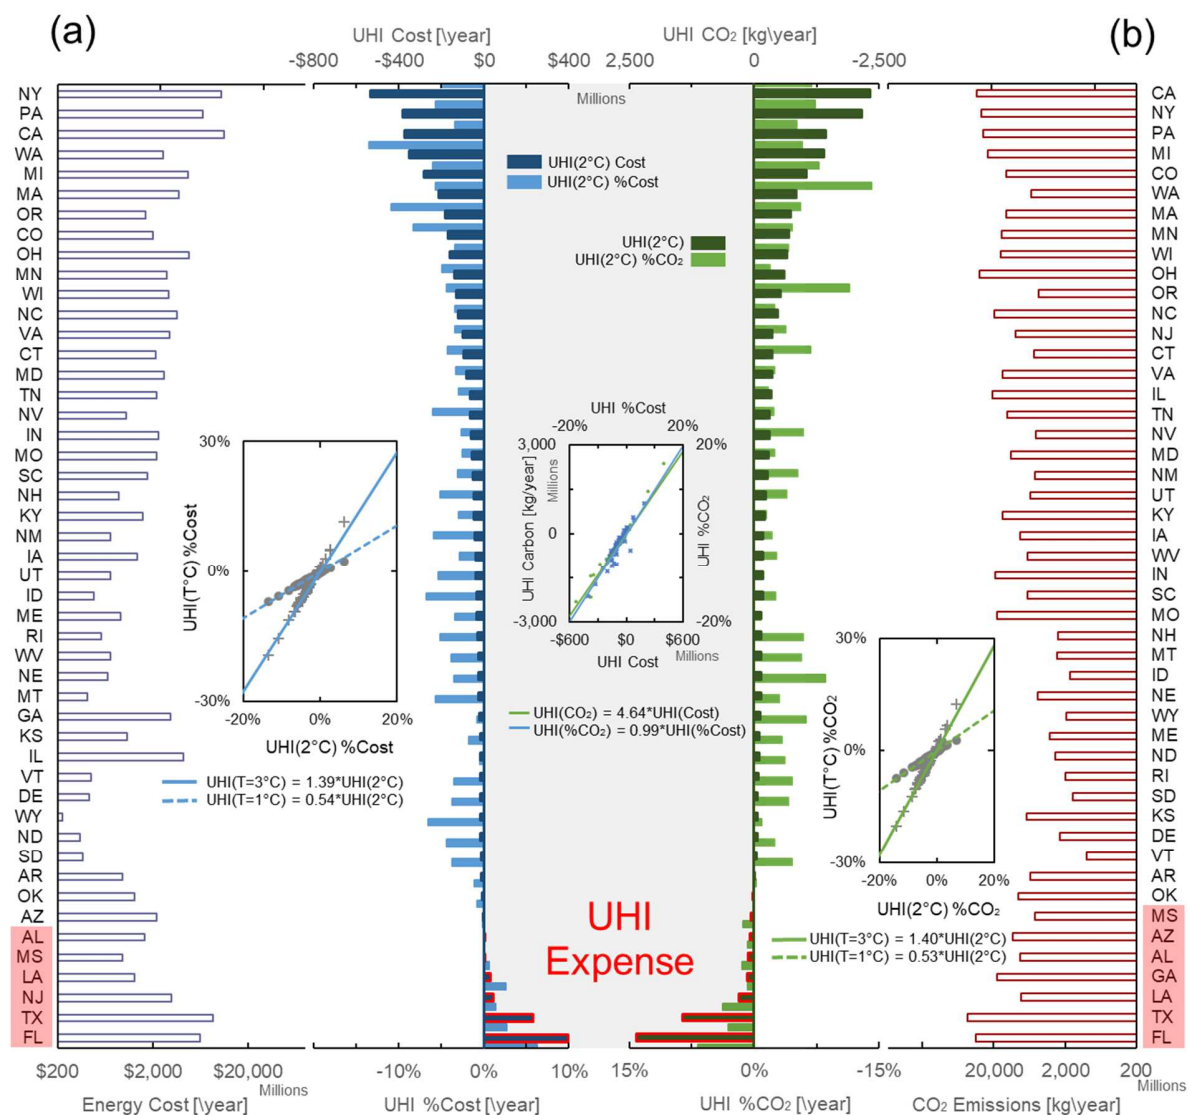 (a)
(b)
UHI Cost [\year]
UHI CO₂ [kg\year]
-$800
-$400
$0
$400
2,500
0
-2,500
Millions
NY
PA
CA
WA
MI
MA
OR
CO
OH
MN
WI
NC
VA
CT
MD
TN
NV
IN
MO
SC
NH
KY
NM
IA
UT
ID
ME
RI
WV
NE
MT
GA
KS
IL
VT
DE
WY
ND
SD
AR
OK
AZ
AL
MS
LA
NJ
TX
FL
$200
$2,000
$20,000
Millions
Energy Cost [\year]
UHI(2°C) Cost
UHI(2°C) %Cost
UHI(2°C)
UHI(2°C) %CO₂
30%
0%
-30%
UHI(T°C) %Cost
-20%
0%
20%
UHI(2°C) %Cost
UHI(T=3°C) = 1.39*UHI(2°C)
UHI(T=1°C) = 0.54*UHI(2°C)
UHI %Cost
-20%
20%
3,000
0
-3,000
UHI Carbon [kg/year]
Millions
20%
-20%
UHI %CO₂
-$600
$0
$600
UHI Cost
Millions
UHI(CO₂) = 4.64*UHI(Cost)
UHI(%CO₂) = 0.99*UHI(%Cost)
UHI
Expense
30%
0%
-30%
UHI(T°C) %CO₂
-20%
0%
20%
UHI(2°C) %CO₂
UHI(T=3°C) = 1.40*UHI(2°C)
UHI(T=1°C) = 0.53*UHI(2°C)
-10%
0%
10%
15%
0%
-15%
UHI %Cost [\year]
UHI %CO₂ [\year]
CA
NY
PA
MI
CO
WA
MA
MN
WI
OH
OR
NC
NJ
CT
VA
IL
TN
NV
MD
NM
UT
KY
IA
WV
IN
SC
MO
NH
MT
ID
NE
WY
ME
ND
RI
SD
KS
DE
VT
AR
OK
MS
AZ
AL
GA
LA
TX
FL
20,000
2,000
200
Millions
CO₂ Emissions [kg/year]